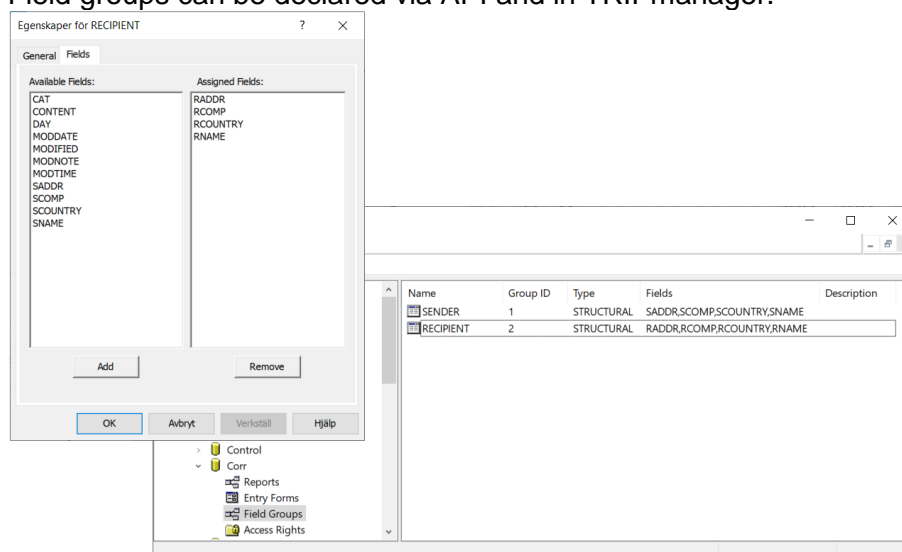 Field groups can be declared via API and in TRIPmanager.
Egenskaper för RECIPIENT ? ×
General Fields
Available Fields: Assigned Fields:
CAT
CONTENT
DAY
MODDATE
MODIFIED
MODNOTE
MODTIME
SADDR
SCOMP
SCOUNTRY
SNAME
RADDR
RCOMP
RCOUNTRY
RNAME
Add Remove
OK Avbryt Verkställ Hjälp
Name Group ID Type Fields Description
SENDER 1 STRUCTURAL SADDR,SCOMP,SCOUNTRY,SNAME
RECIPIENT 2 STRUCTURAL RADDR,RCOMP,RCOUNTRY,RNAME
Control
Corr
Reports
Entry Forms
Field Groups
Access Rights